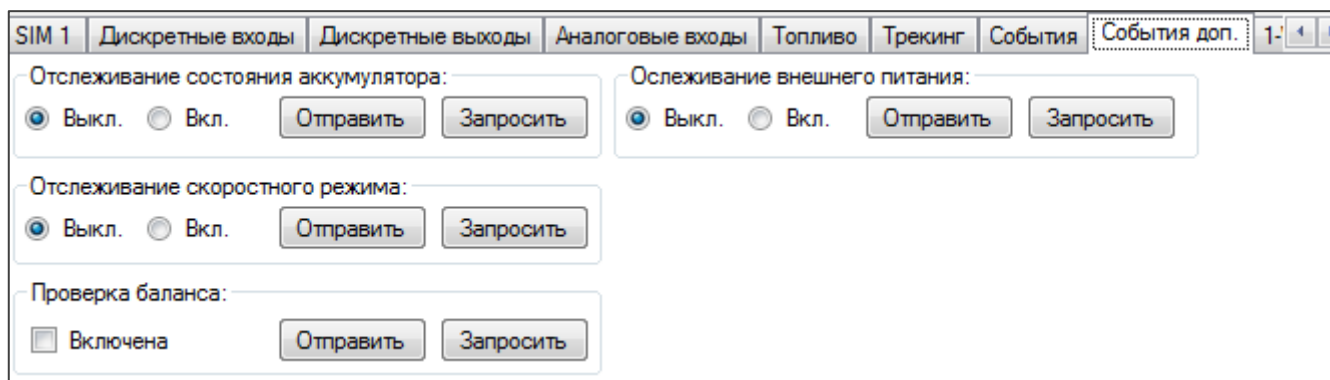 SIM 1 Дискретные входы Дискретные выходы Аналоговые входы Топливо Трекинг События События доп. 1-
Отслеживание состояния аккумулятора: Ослеживание внешнего питания:
Выкл. Вкл. Отправить Запросить Выкл. Вкл. Отправить Запросить
Отслеживание скоростного режима:
Выкл. Вкл. Отправить Запросить
Проверка баланса:
Включена Отправить Запросить